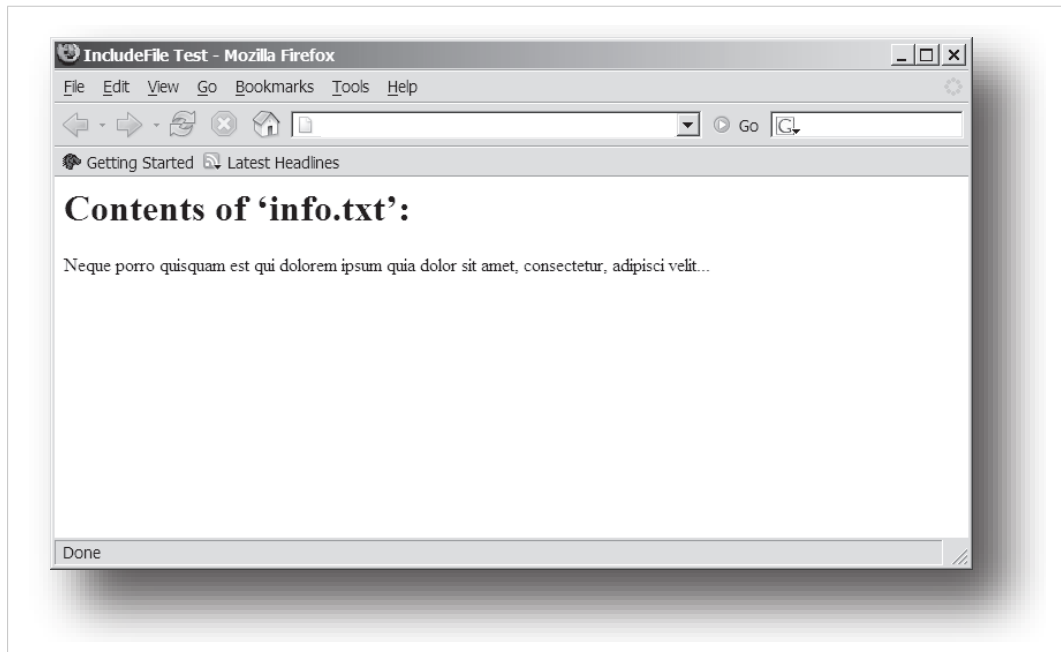 IncludeFile Test - Mozilla Firefox
File Edit View Go Bookmarks Tools Help
Go G
Getting Started Latest Headlines
Contents of ‘info.txt’:
Neque porro quisquam est qui dolorem ipsum quia dolor sit amet, consectetur, adipisci velit...
Done